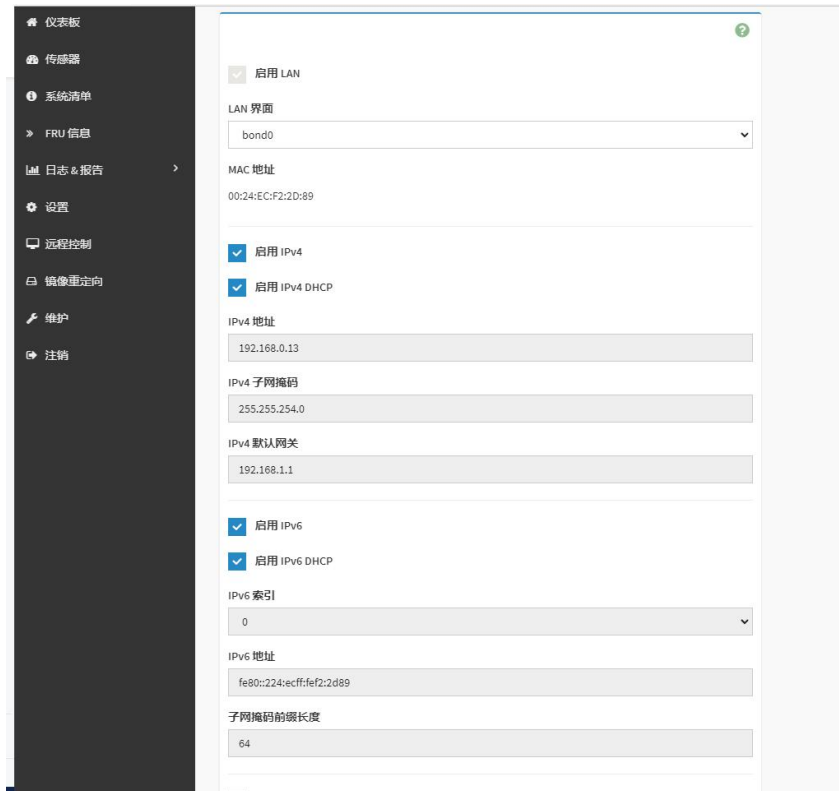 仪表板
传感器
系统清单
FRU 信息
日志 & 报告
设置
远程控制
镜像重定向
维护
注销
启用 LAN
LAN 界面
bond0
MAC 地址
00:24:EC:F2:2D:89
启用 IPv4
启用 IPv4 DHCP
IPv4 地址
192.168.0.13
IPv4 子网掩码
255.255.254.0
IPv4 默认网关
192.168.1.1
启用 IPv6
启用 IPv6 DHCP
IPv6 索引
0
IPv6 地址
fe80::224:ecff:fef2:2d89
子网掩码前缀长度
64